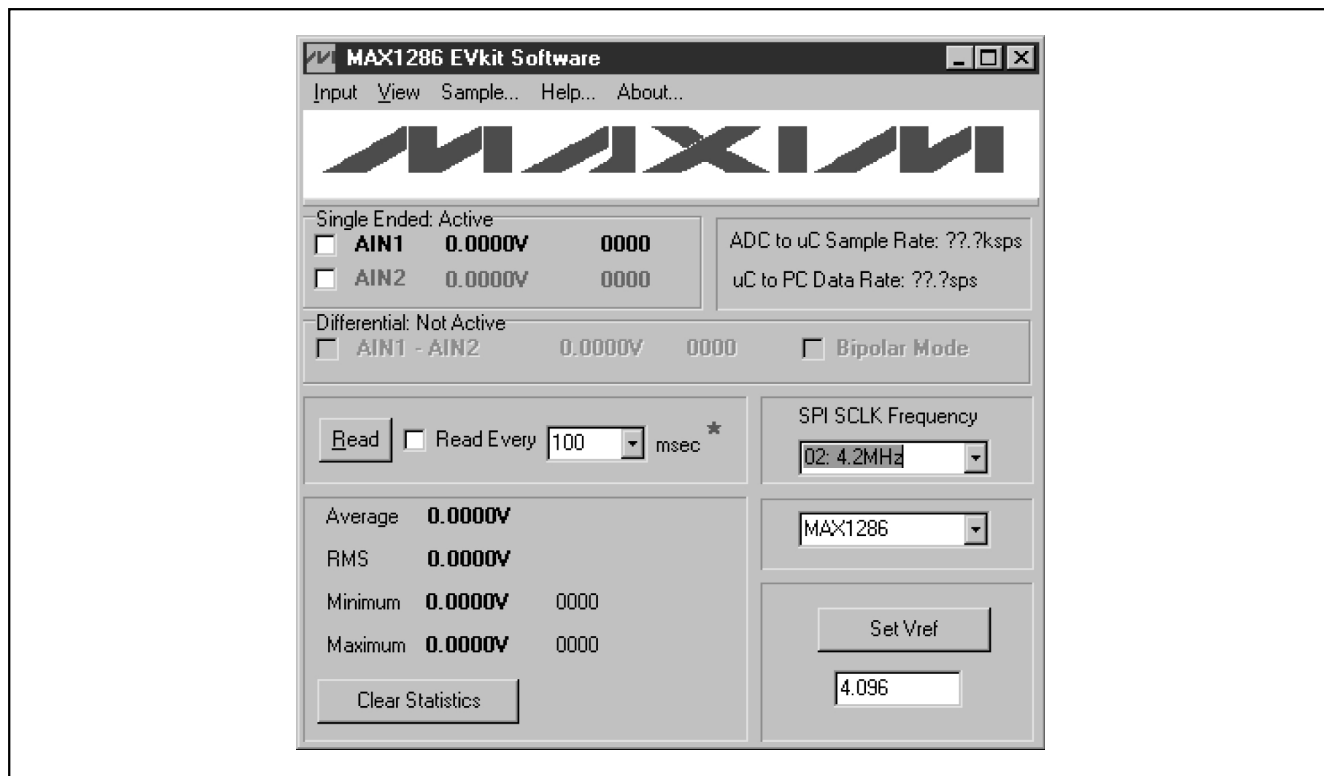 MAX1286 EVkit Software
Input View Sample... Help... About...
MAXIM
Single Ended: Active
AIN1 0.0000V 0000
AIN2 0.0000V 0000
ADC to uC Sample Rate: ??.?ksps
uC to PC Data Rate: ??.?sps
Differential: Not Active
AIN1 - AIN2 0.0000V 0000 Bipolar Mode
Read Read Every 100 msec *
SPI SCLK Frequency
02: 4.2MHz
Average 0.0000V
RMS 0.0000V
Minimum 0.0000V 0000
Maximum 0.0000V 0000
Clear Statistics
MAX1286
Set Vref
4.096